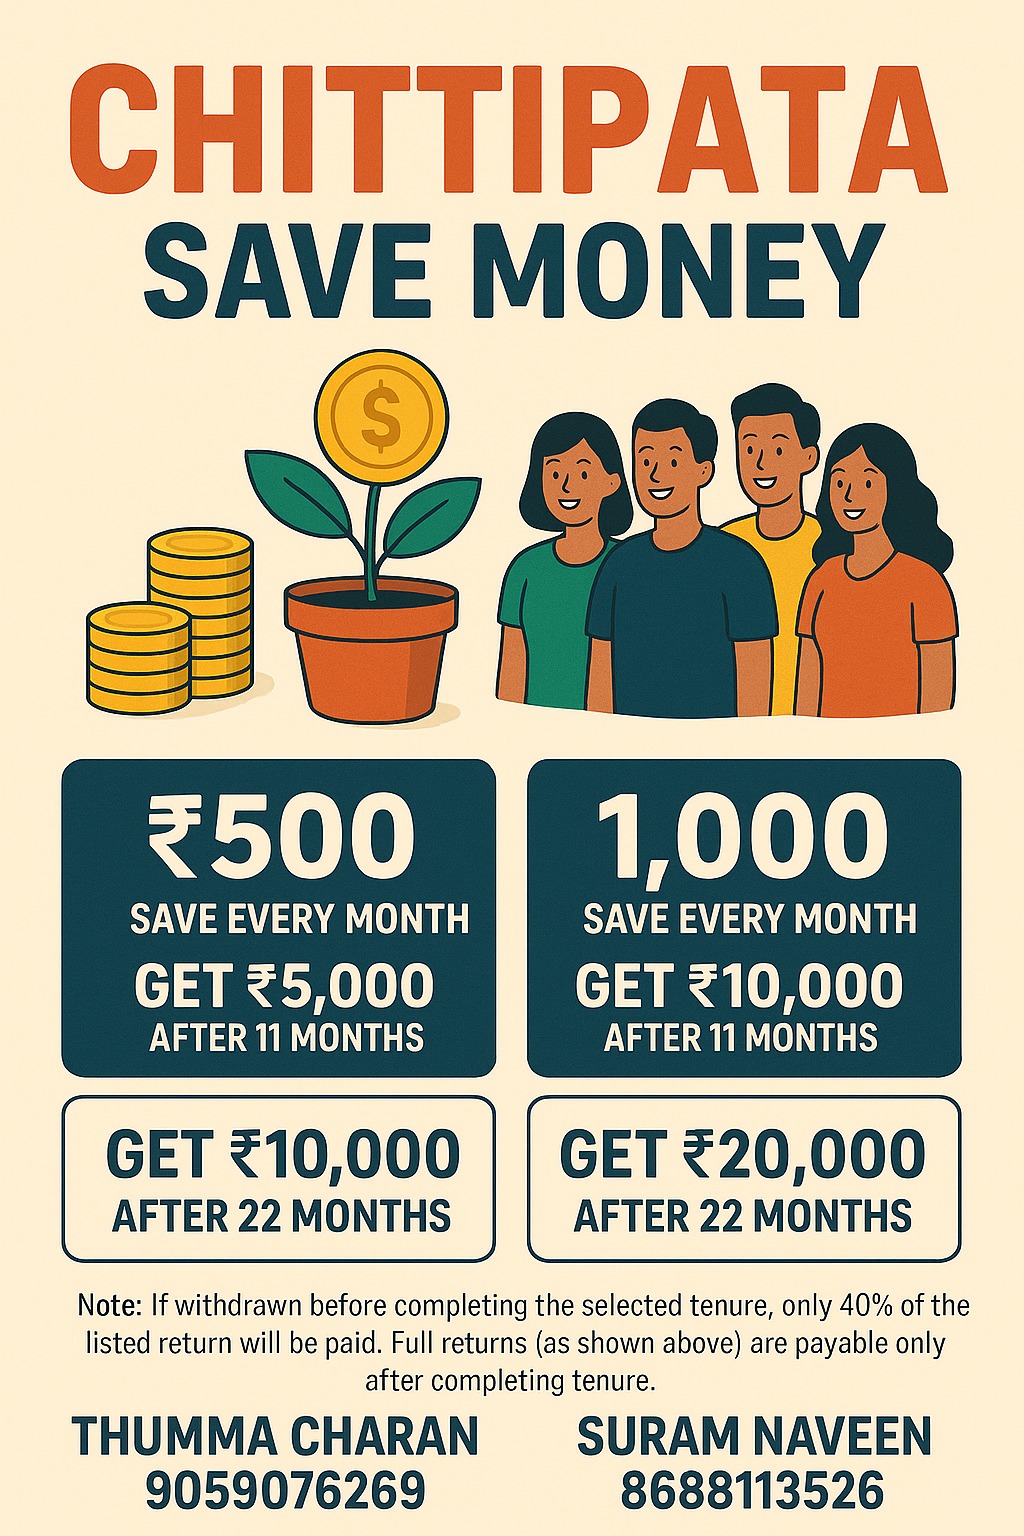 CHITTIPATA
SAVE MONEY
$
₹500
SAVE EVERY MONTH
GET ₹5,000
AFTER 11 MONTHS
1,000
SAVE EVERY MONTH
GET ₹10,000
AFTER 11 MONTHS
GET ₹10,000
AFTER 22 MONTHS
GET ₹20,000
AFTER 22 MONTHS
Note: If withdrawn before completing the selected tenure, only 40% of the
listed return will be paid. Full returns (as shown above) are payable only
after completing tenure.
THUMMA CHARAN
9059076269
SURAM NAVEEN
8688113526